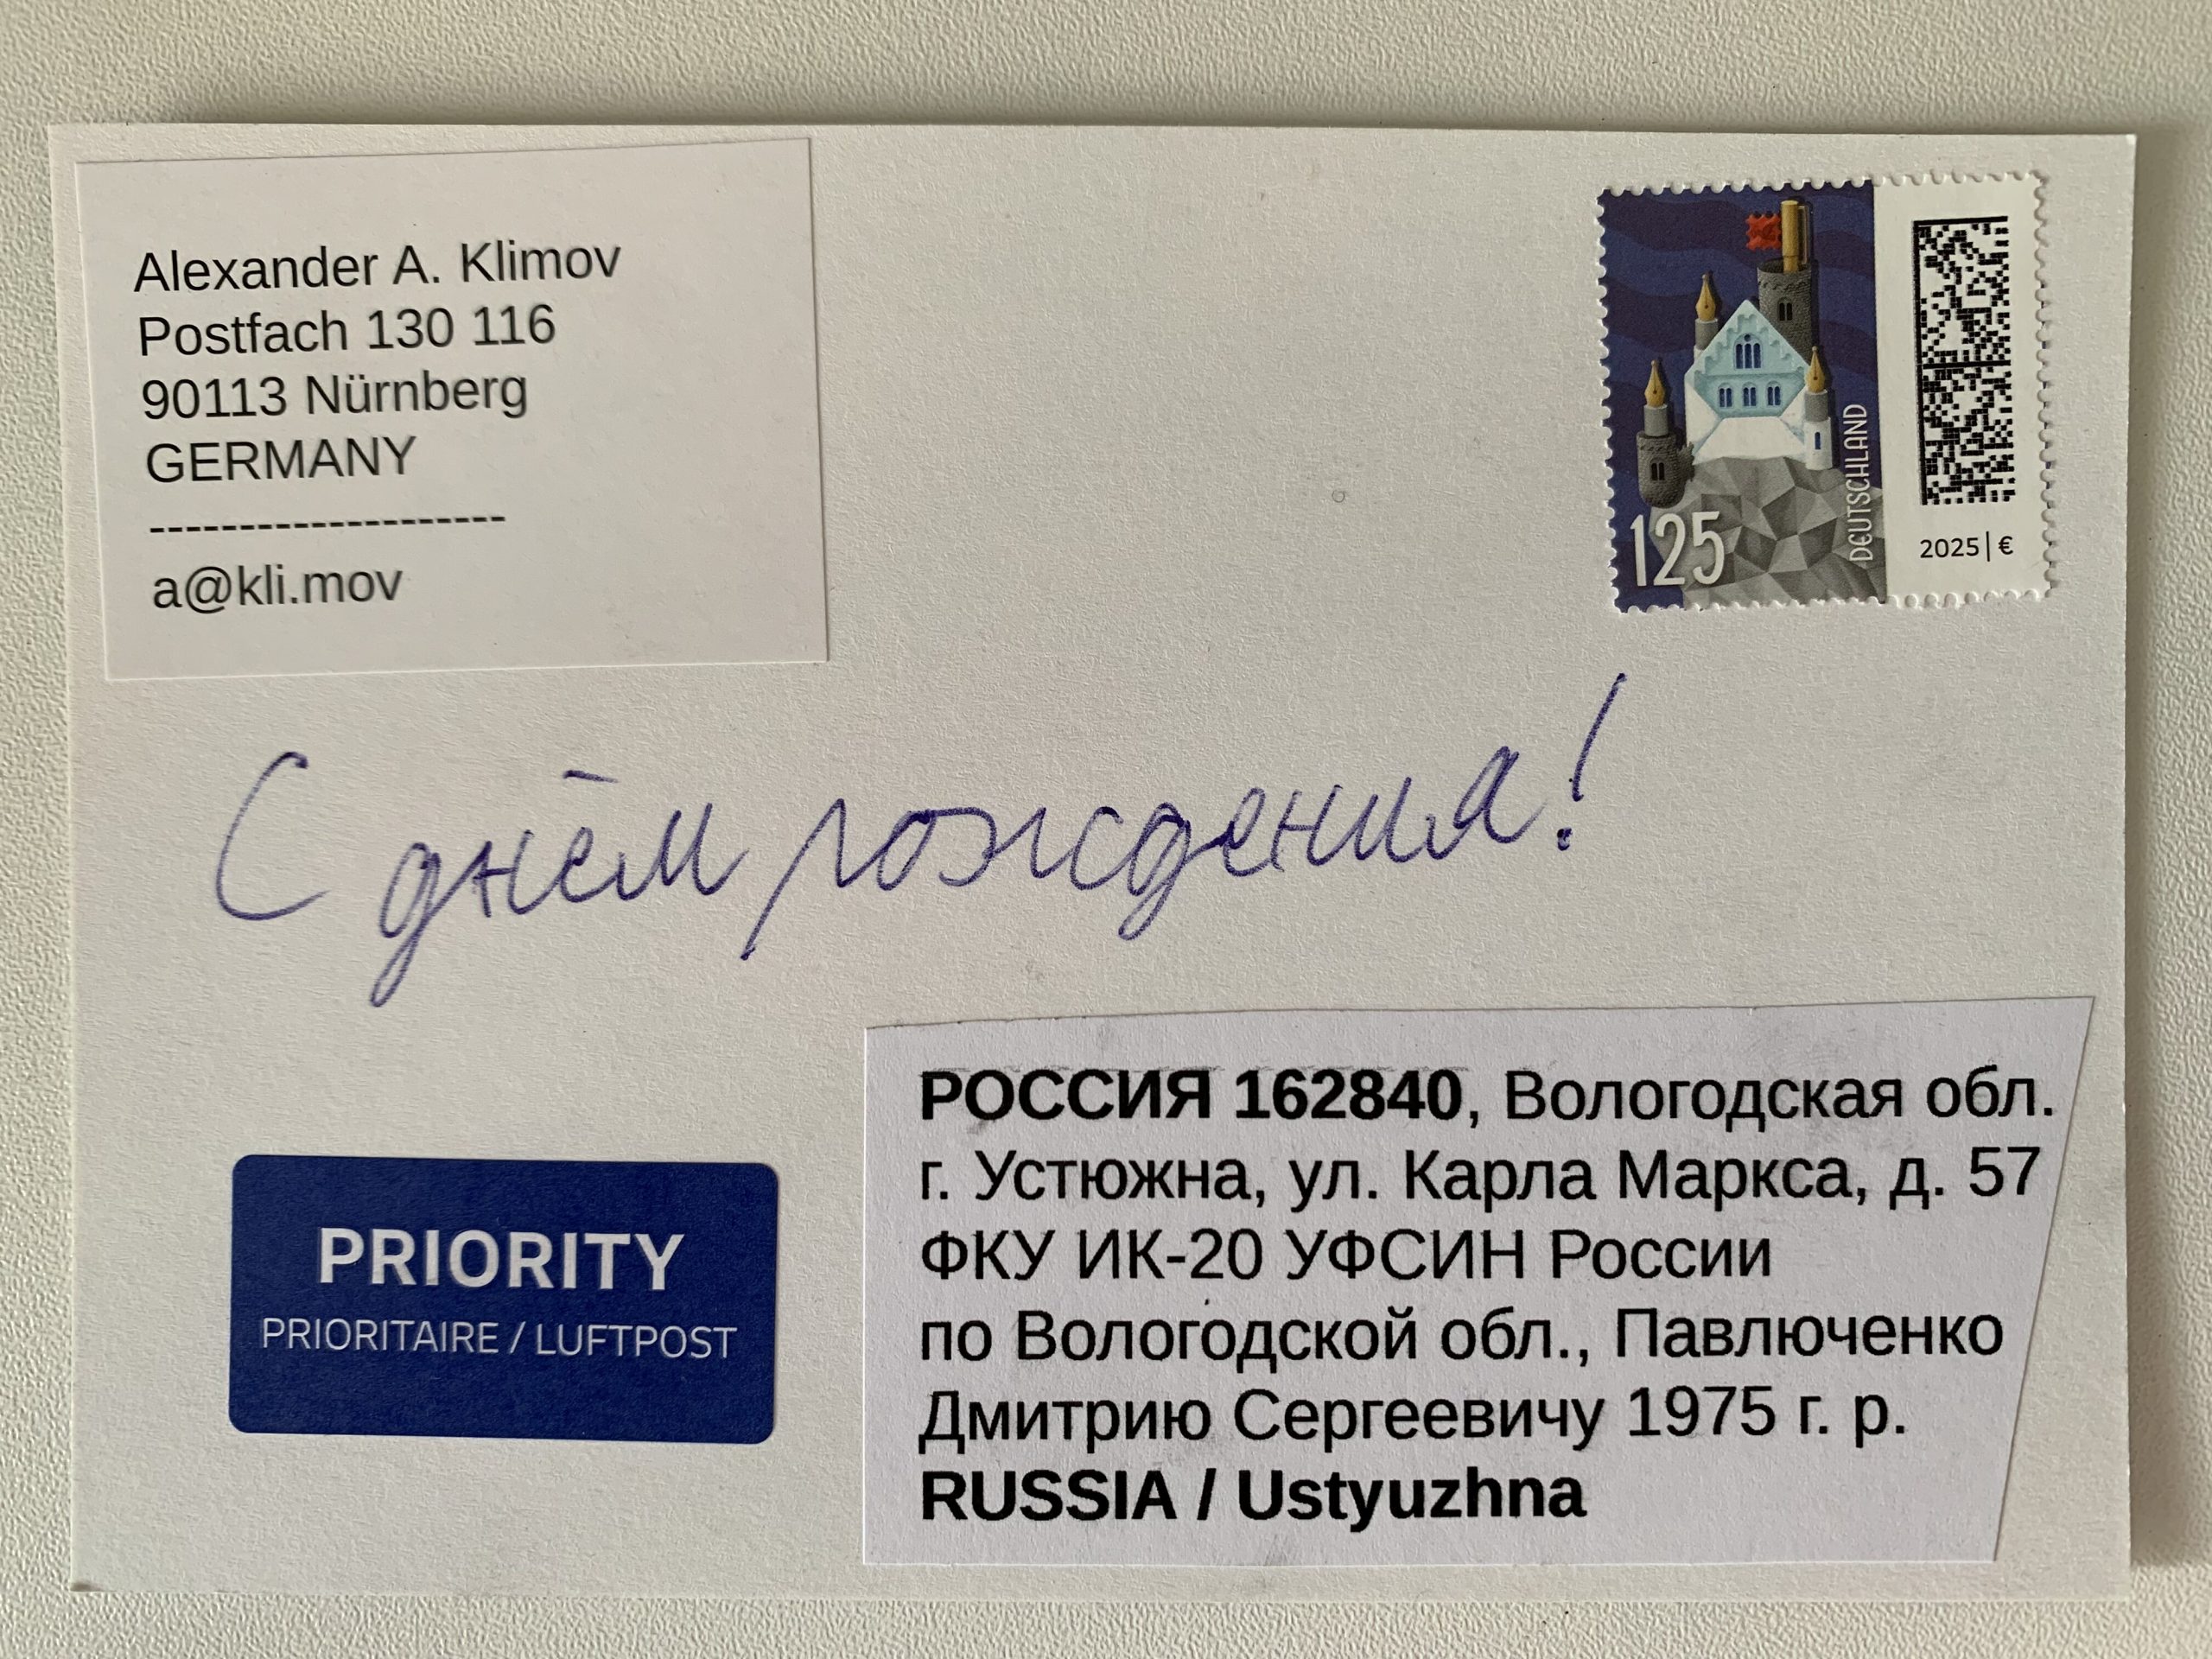 Alexander A. Klimov
Postfach 130 116
90113 Nürnberg
GERMANY
--------------------
a@kli.mov
125
DEUTSCHLAND
2025|€
С днём рождения!
PRIORITY
PRIORITAIRE / LUFTPOST
РОССИЯ 162840, Вологодская обл.
г. Устюжна, ул. Карла Маркса, д. 57
ФКУ ИК-20 УФСИН России
по Вологодской обл., Павлюченко
Дмитрию Сергеевичу 1975 г. р.
RUSSIA / Ustyuzhna